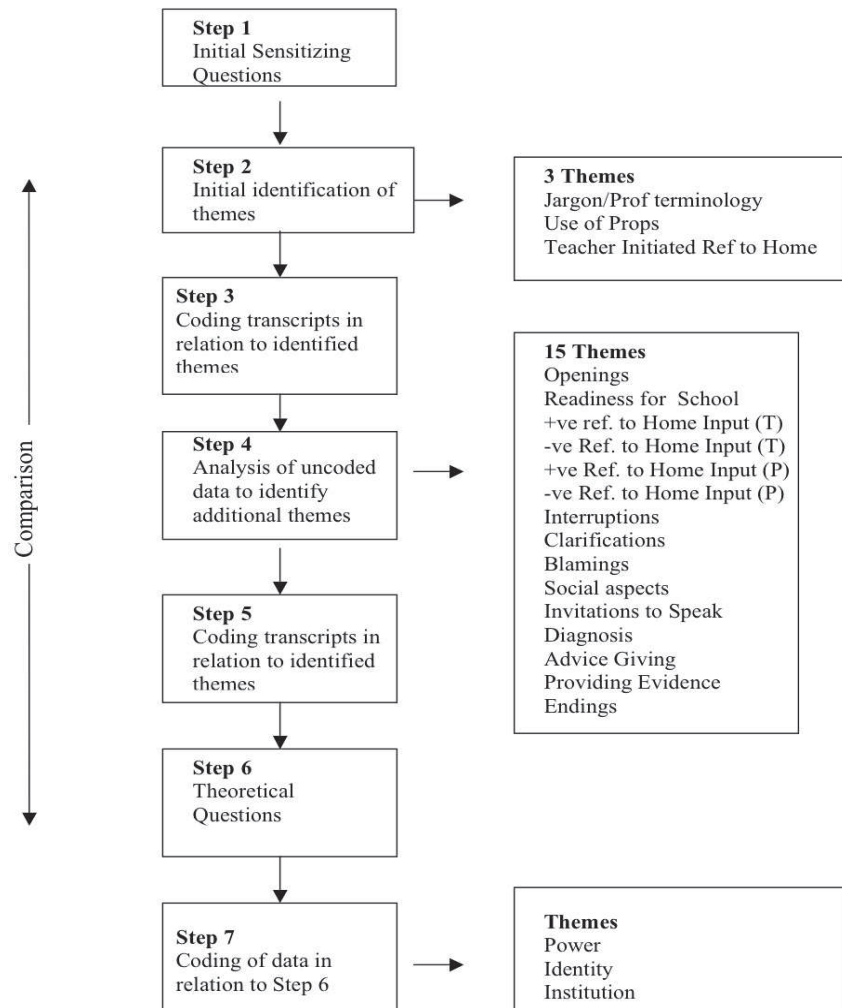 Step 1
Initial Sensitizing
Questions
Step 2
Initial identification of
themes
3 Themes
Jargon/Prof terminology
Use of Props
Teacher Initiated Ref to Home
Step 3
Coding transcripts in
relation to identified
themes
15 Themes
Openings
Readiness for School
+ve ref. to Home Input (T)
-ve Ref. to Home Input (T)
+ve Ref. to Home Input (P)
-ve Ref. to Home Input (P)
Interruptions
Clarifications
Blamings
Social aspects
Invitations to Speak
Diagnosis
Advice Giving
Providing Evidence
Endings
Step 4
Analysis of uncoded
data to identify
additional themes
Comparison
Step 5
Coding transcripts in
relation to identified
themes
Step 6
Theoretical
Questions
Step 7
Coding of data in
relation to Step 6
Themes
Power
Identity
Institution